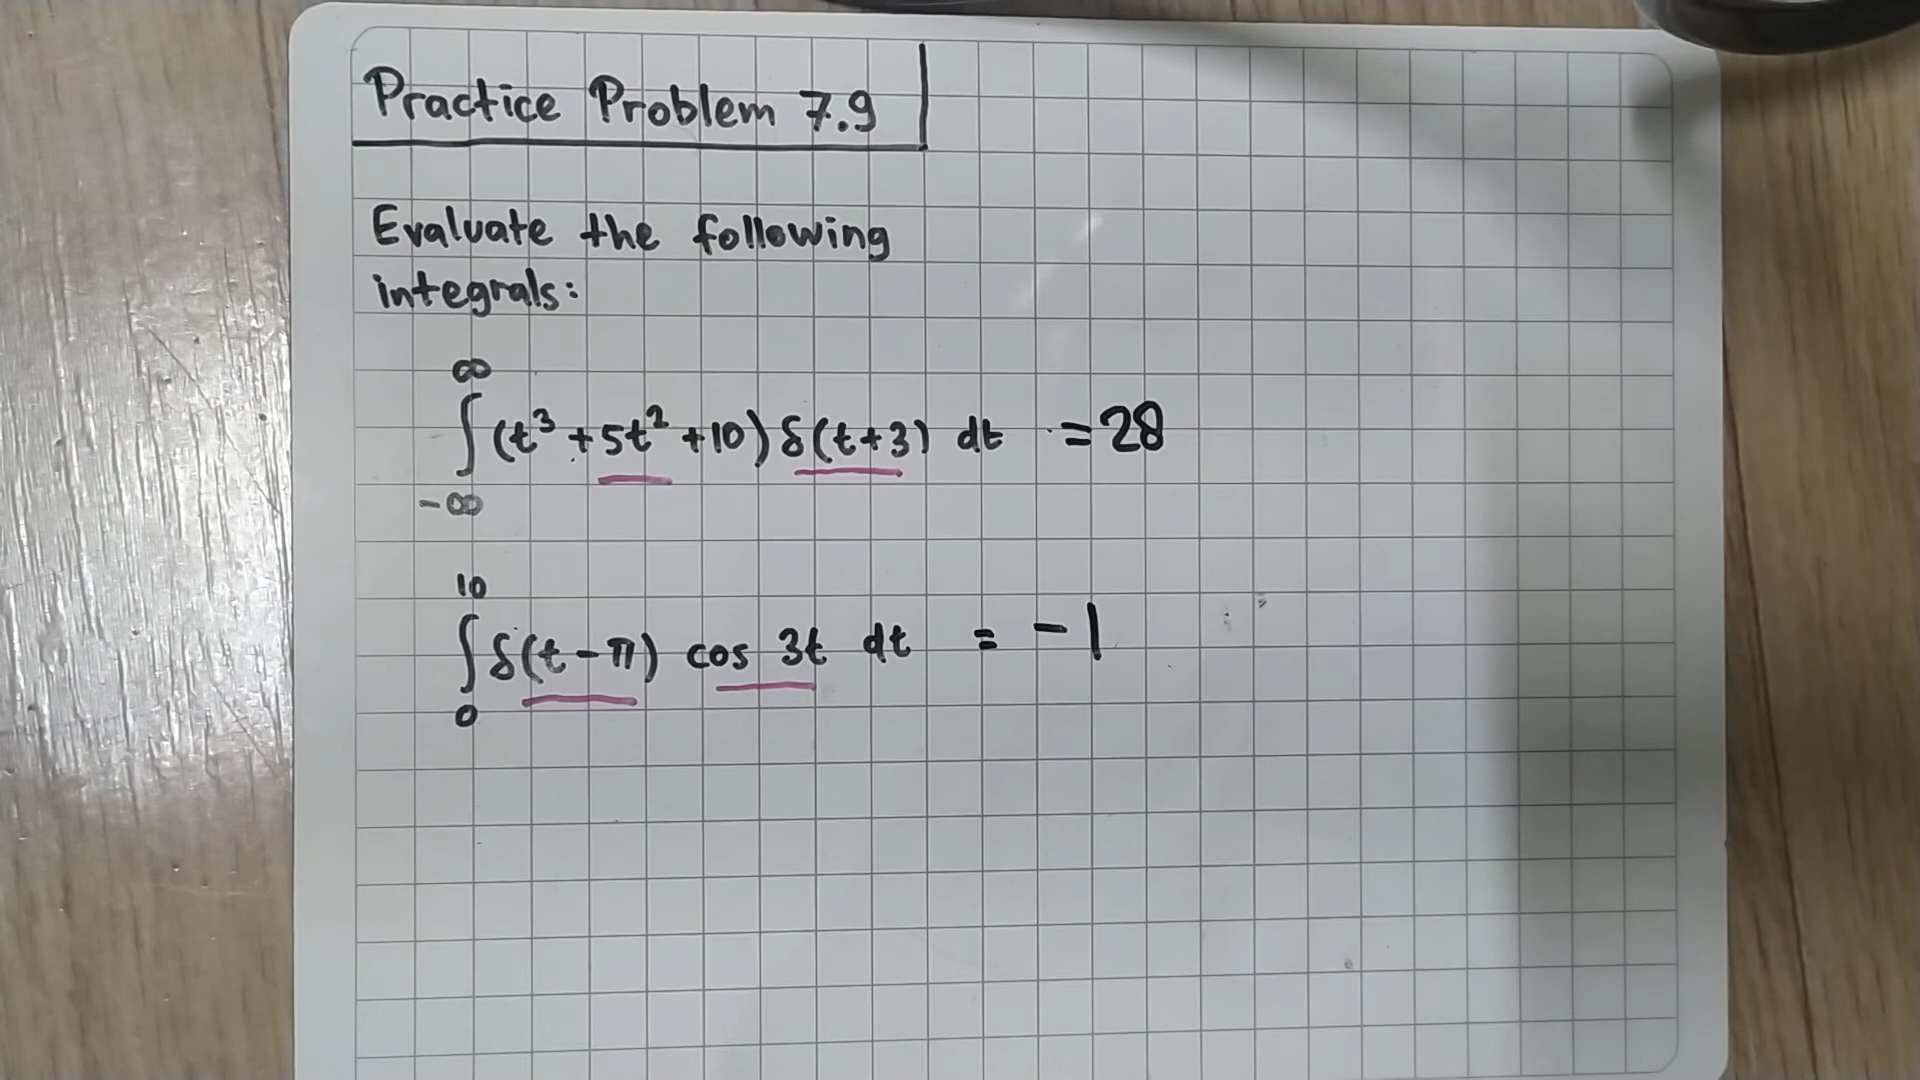 Practice Problem 7.9
Evaluate the following
integrals:
∞
∫(t³ + 5t² + 10) δ(t+3) dt = 28
-∞
10
∫δ(t-π) cos 3t dt = -1
0